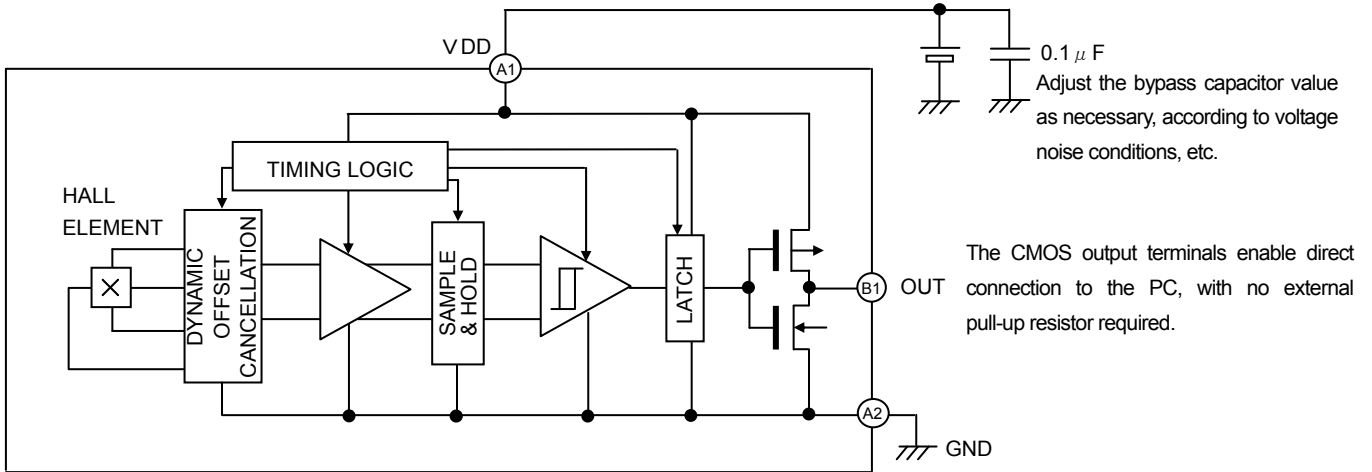 VDD
A1
0.1 μ F
Adjust the bypass capacitor value
as necessary, according to voltage
noise conditions, etc.
TIMING LOGIC
HALL
ELEMENT
DYNAMIC
OFFSET
CANCELLATION
SAMPLE
& HOLD
LATCH
B1
OUT
The CMOS output terminals enable direct
connection to the PC, with no external
pull-up resistor required.
A2
GND